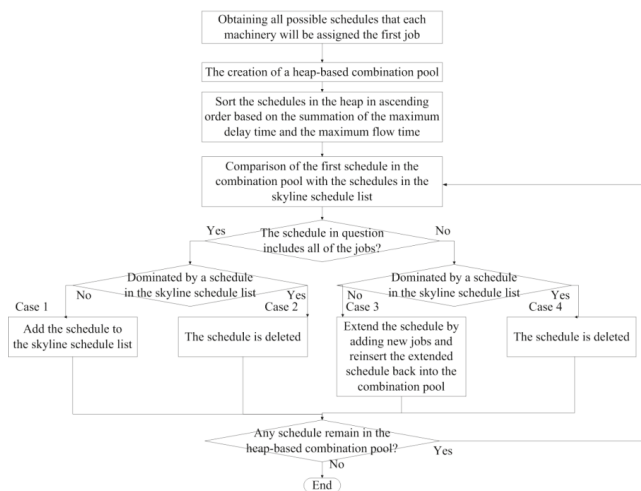 Obtaining all possible schedules that each
machinery will be assigned the first job
The creation of a heap-based combination pool
Sort the schedules in the heap in ascending
order based on the summation of the maximum
delay time and the maximum flow time
Comparison of the first schedule in the
combination pool with the schedules in the
skyline schedule list
Yes
No
The schedule in question
includes all of the jobs?
Dominated by a schedule
in the skyline schedule list
No
Yes
Case 1
Case 2
Dominated by a schedule
in the skyline schedule list
No
Yes
Case 3
Case 4
Add the schedule to
the skyline schedule list
The schedule is deleted
Extend the schedule by
adding new jobs and
reinsert the extended
schedule back into the
combination pool
The schedule is deleted
Any schedule remain in the
heap-based combination pool?
Yes
No
End